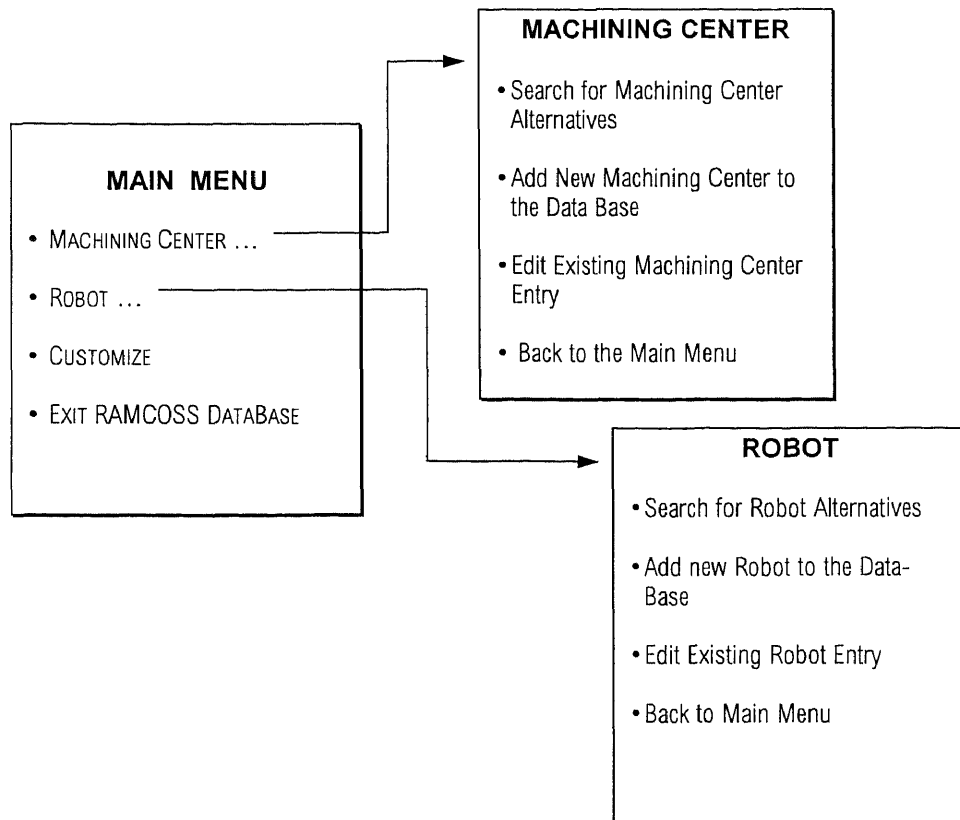 MAIN MENU
• MACHINING CENTER ...
• ROBOT ...
• CUSTOMIZE
• EXIT RAMCOSS DATABASE
MACHINING CENTER
• Search for Machining Center
Alternatives
• Add New Machining Center to
the Data Base
• Edit Existing Machining Center
Entry
• Back to the Main Menu
ROBOT
• Search for Robot Alternatives
• Add new Robot to the Data-
Base
• Edit Existing Robot Entry
• Back to Main Menu